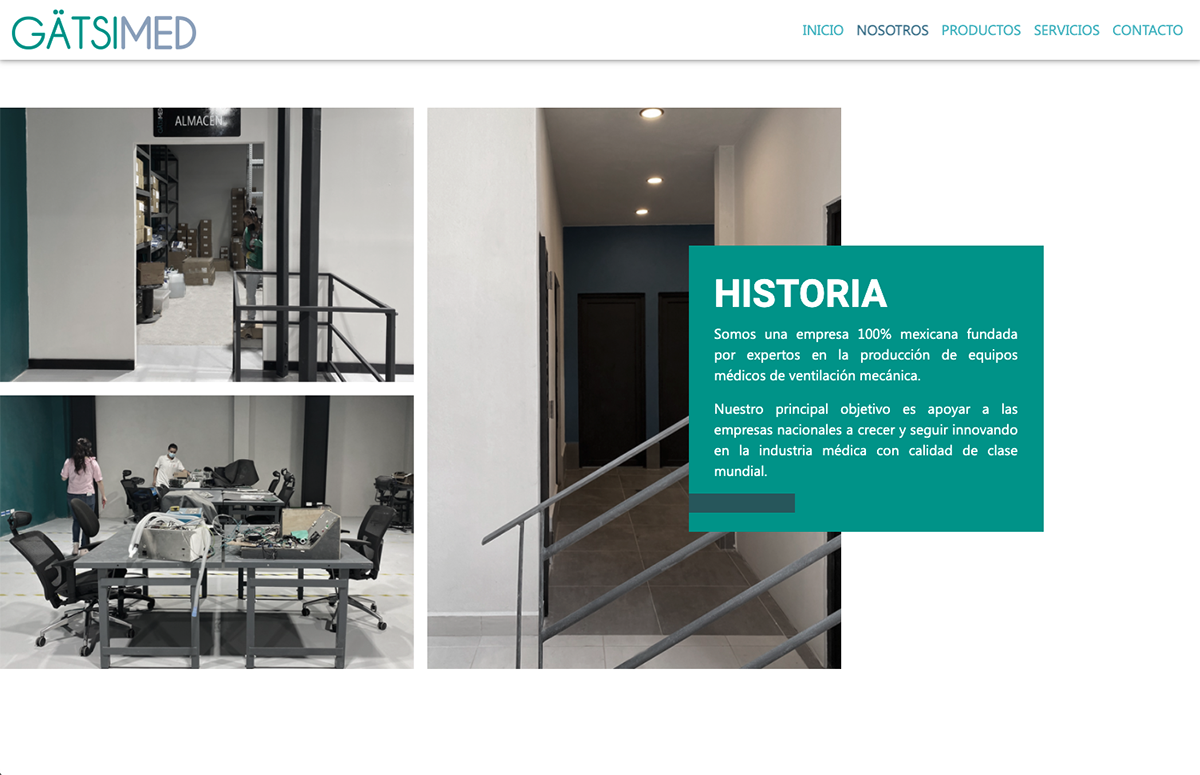 GÄTSIMED
INICIO NOSOTROS PRODUCTOS SERVICIOS CONTACTO
ALMACÉN
HISTORIA
Somos una empresa 100% mexicana fundada
por expertos en la producción de equipos
médicos de ventilación mecánica.
Nuestro principal objetivo es apoyar a las
empresas nacionales a crecer y seguir innovando
en la industria médica con calidad de clase
mundial.